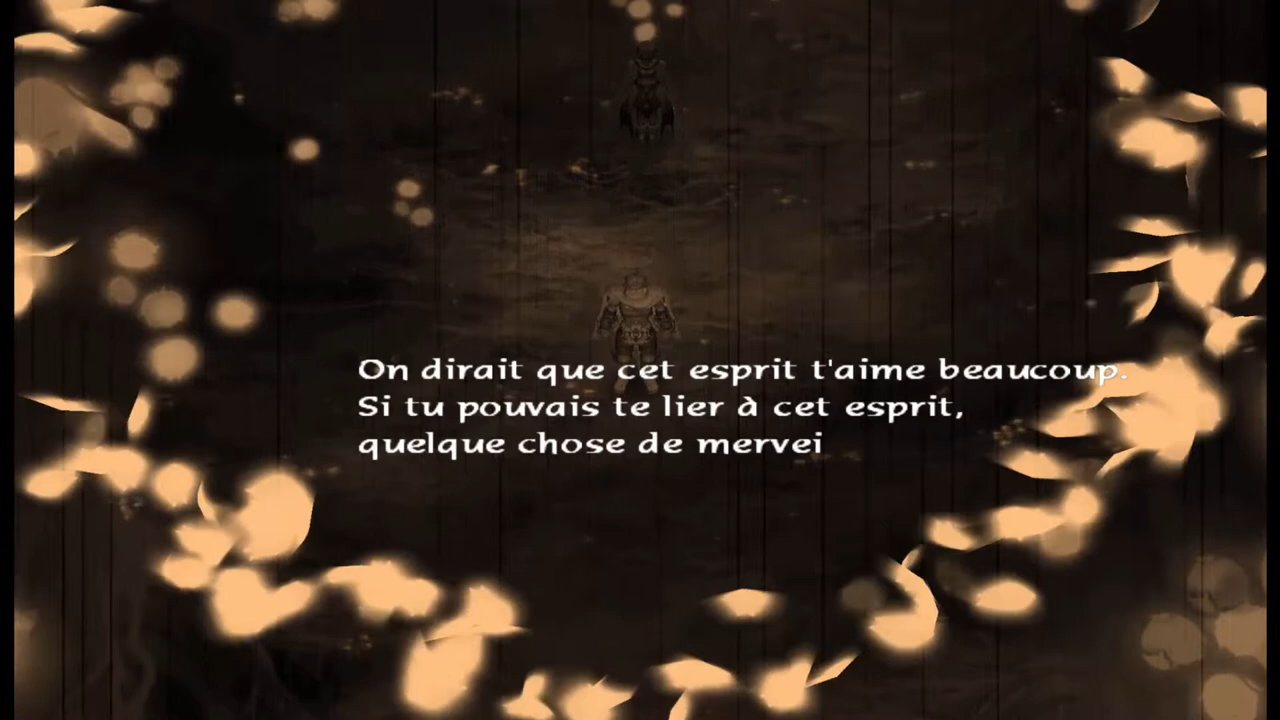 On dirait que cet esprit t'aime beaucoup.
Si tu pouvais te lier à cet esprit,
quelque chose de mervei